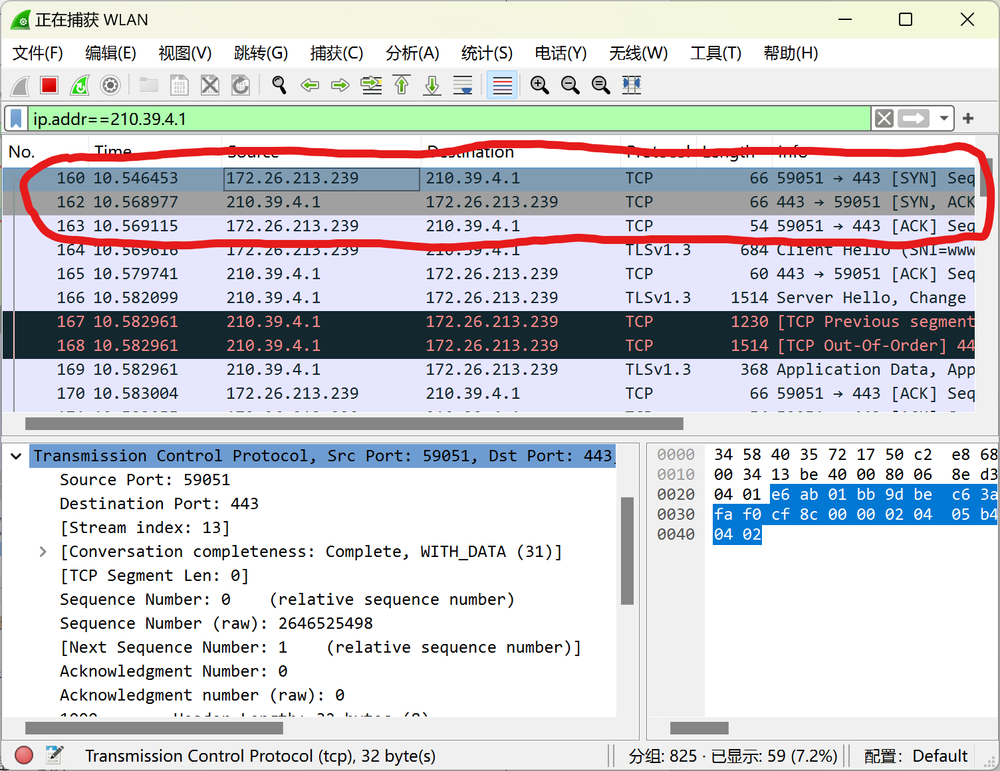 正在捕获 WLAN
文件(F) 编辑(E) 视图(V) 跳转(G) 捕获(C) 分析(A) 统计(S) 电话(Y) 无线(W) 工具(T) 帮助(H)
ip.addr==210.39.4.1
No. Time Source Destination Protocol Length Info
160 10.546453 172.26.213.239 210.39.4.1 TCP 66 59051 → 443 [SYN] Seq
162 10.568977 210.39.4.1 172.26.213.239 TCP 66 443 → 59051 [SYN, ACK
163 10.569115 172.26.213.239 210.39.4.1 TCP 54 59051 → 443 [ACK] Seq
164 10.569616 172.26.213.239 210.39.4.1 TLSv1.3 684 Client Hello (SNI=www
165 10.579741 210.39.4.1 172.26.213.239 TCP 60 443 → 59051 [ACK] Seq
166 10.582099 210.39.4.1 172.26.213.239 TLSv1.3 1514 Server Hello, Change
167 10.582961 210.39.4.1 172.26.213.239 TCP 1230 [TCP Previous segment
168 10.582961 210.39.4.1 172.26.213.239 TCP 1514 [TCP Out-Of-Order] 44
169 10.582961 210.39.4.1 172.26.213.239 TLSv1.3 368 Application Data, App
170 10.583004 172.26.213.239 210.39.4.1 TCP 66 59051 → 443 [ACK] Seq
Transmission Control Protocol, Src Port: 59051, Dst Port: 443,
Source Port: 59051
Destination Port: 443
[Stream index: 13]
[Conversation completeness: Complete, WITH_DATA (31)]
[TCP Segment Len: 0]
Sequence Number: 0 (relative sequence number)
Sequence Number (raw): 2646525498
[Next Sequence Number: 1 (relative sequence number)]
Acknowledgment Number: 0
Acknowledgment number (raw): 0
0000 34 58 40 35 72 17 50 c2 e8 68
0010 00 34 13 be 40 00 80 06 8e d3
0020 04 01 e6 ab 01 bb 9d be c6 3a
0030 fa f0 cf 8c 00 00 02 04 05 b4
0040 04 02
Transmission Control Protocol (tcp), 32 byte(s)
分组: 825 · 已显示: 59 (7.2%)
配置: Default